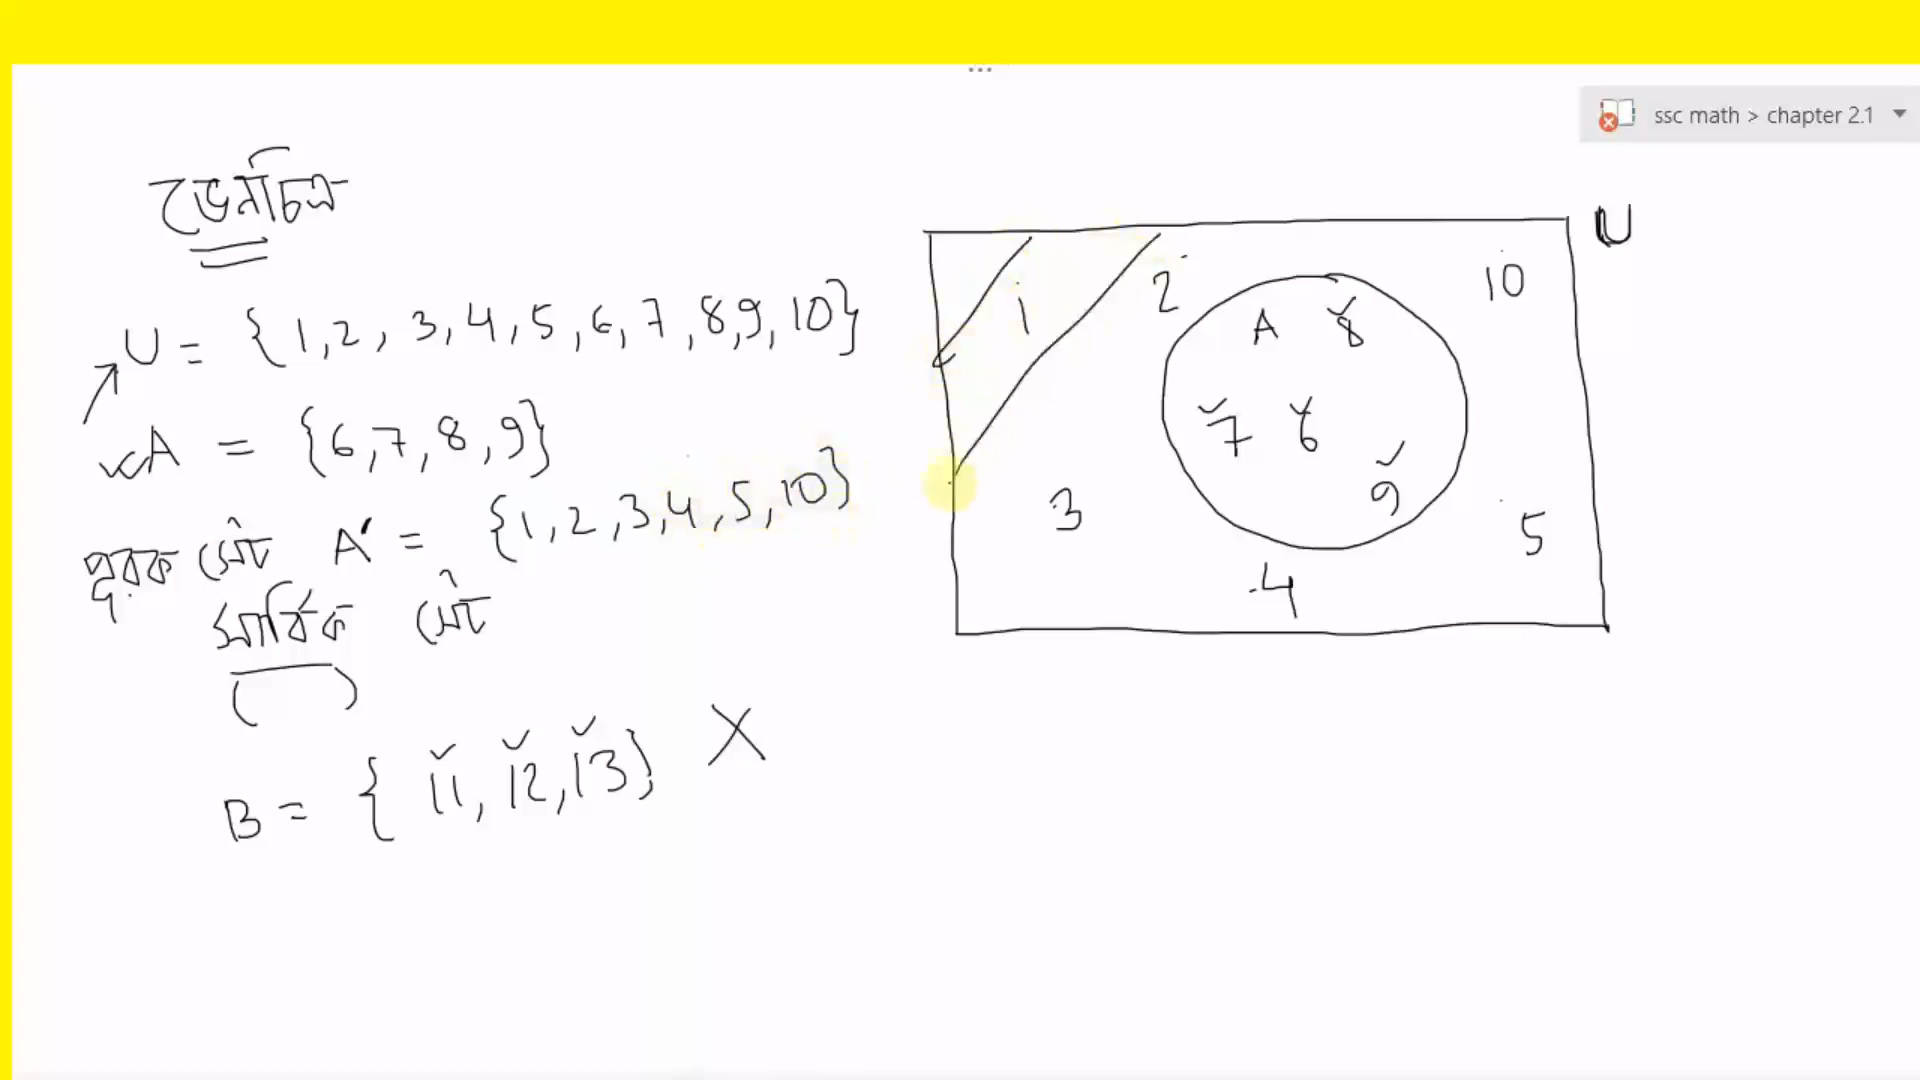 ssc math > chapter 2.1
ভেনচিত্র
U = {1,2, 3,4,5,6,7,8,9,10}
A = {6,7,8,9}
পূরক সেট A' = {1,2,3,4,5,10}
সার্বিক সেট
( )
B = { 11, 12,13} X
U
1 2 10
A 8
7 6
9
3 5
4